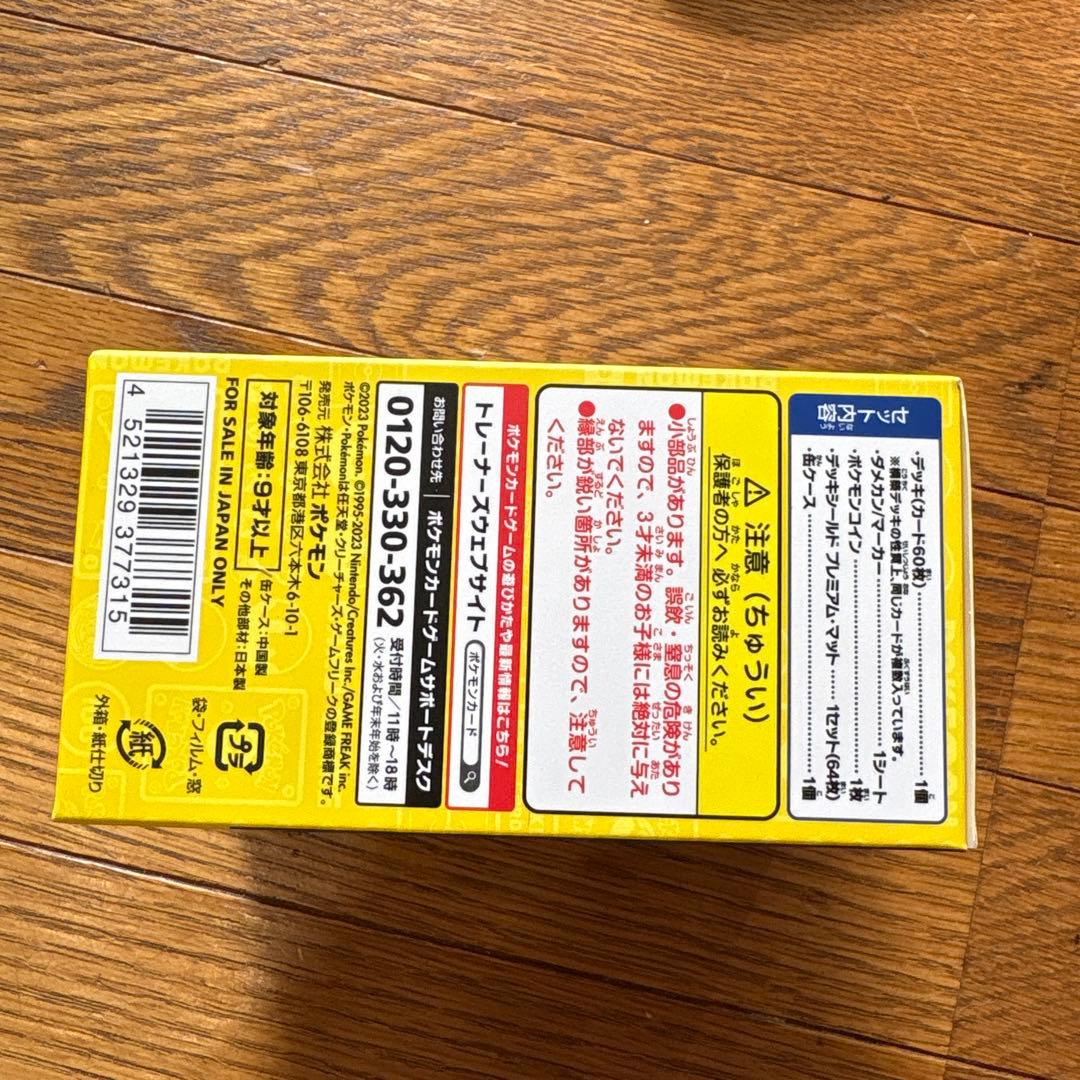 セット内容
・デッキ(カード60枚)……………1個
※構築デッキの性質上、同じカードが複数入っています。
・ダメカン/マーカー……………1シート
・ポケモンコイン……………1枚
・デッキシールド プレミアム・マット……1セット(64枚)
・缶ケース……………1個
⚠ 注意(ちゅうい)
保護者の方へ 必ずお読みください。
●小部品があります。誤飲・窒息の危険があり
ますので、3才未満のお子様には絶対に与え
ないでください。
●縁部が鋭い箇所がありますので、注意して
ください。
ポケモンカードゲームの遊びかたや最新情報はこちら!
トレーナーズウェブサイト ポケモンカード
お問い合わせ先 ポケモンカードゲームサポートデスク
0120-330-362 受付時間/11時~18時
(火・水および年末年始を除く)
©2023 Pokémon. ©1995-2023 Nintendo/Creatures Inc./GAME FREAK inc.
ポケモン・Pokémonは任天堂・クリーチャーズ・ゲームフリークの登録商標です。
発売元 株式会社 ポケモン
〒106-6108 東京都港区六本木6-10-1
対象年齢:9才以上
缶ケース:中国製
その他部材:日本製
FOR SALE IN JAPAN ONLY
4 521329 373715
プラ
袋・フィルム・窓
紙
外箱・紙仕切り